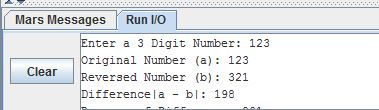 Mars Messages Run I/O
Enter a 3 Digit Number: 123
Original Number (a): 123
Clear
Reversed Number (b): 321
Difference|a - b|: 198